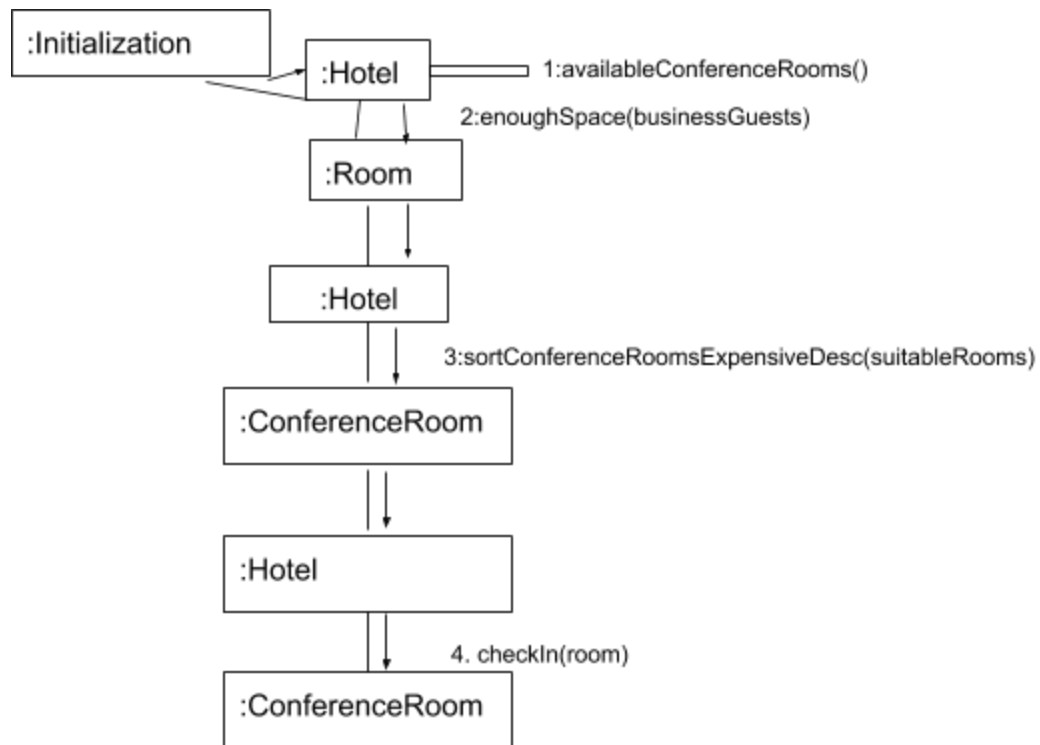 :Initialization
:Hotel
1:availableConferenceRooms()
2:enoughSpace(businessGuests)
:Room
:Hotel
3:sortConferenceRoomsExpensiveDesc(suitableRooms)
:ConferenceRoom
:Hotel
4. checkIn(room)
:ConferenceRoom